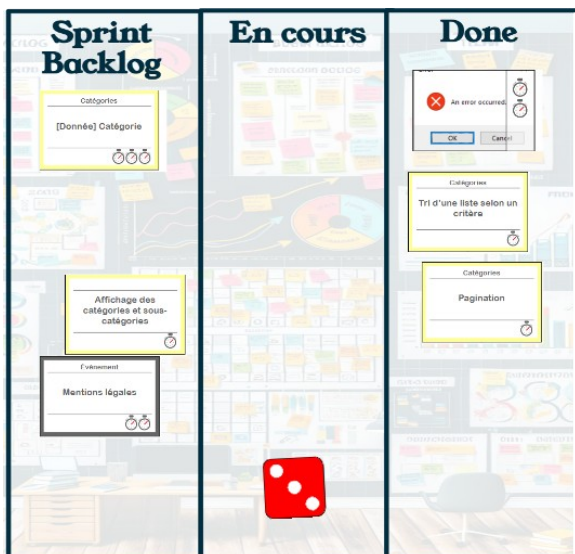 Sprint
Backlog
En cours
Done
Catégories
[Donnée] Catégorie
Affichage des
catégories et sous-
catégories
Évènement
Mentions légales
An error occurred.
OK
Cancel
Catégories
Tri d'une liste selon un
critère
Catégories
Pagination